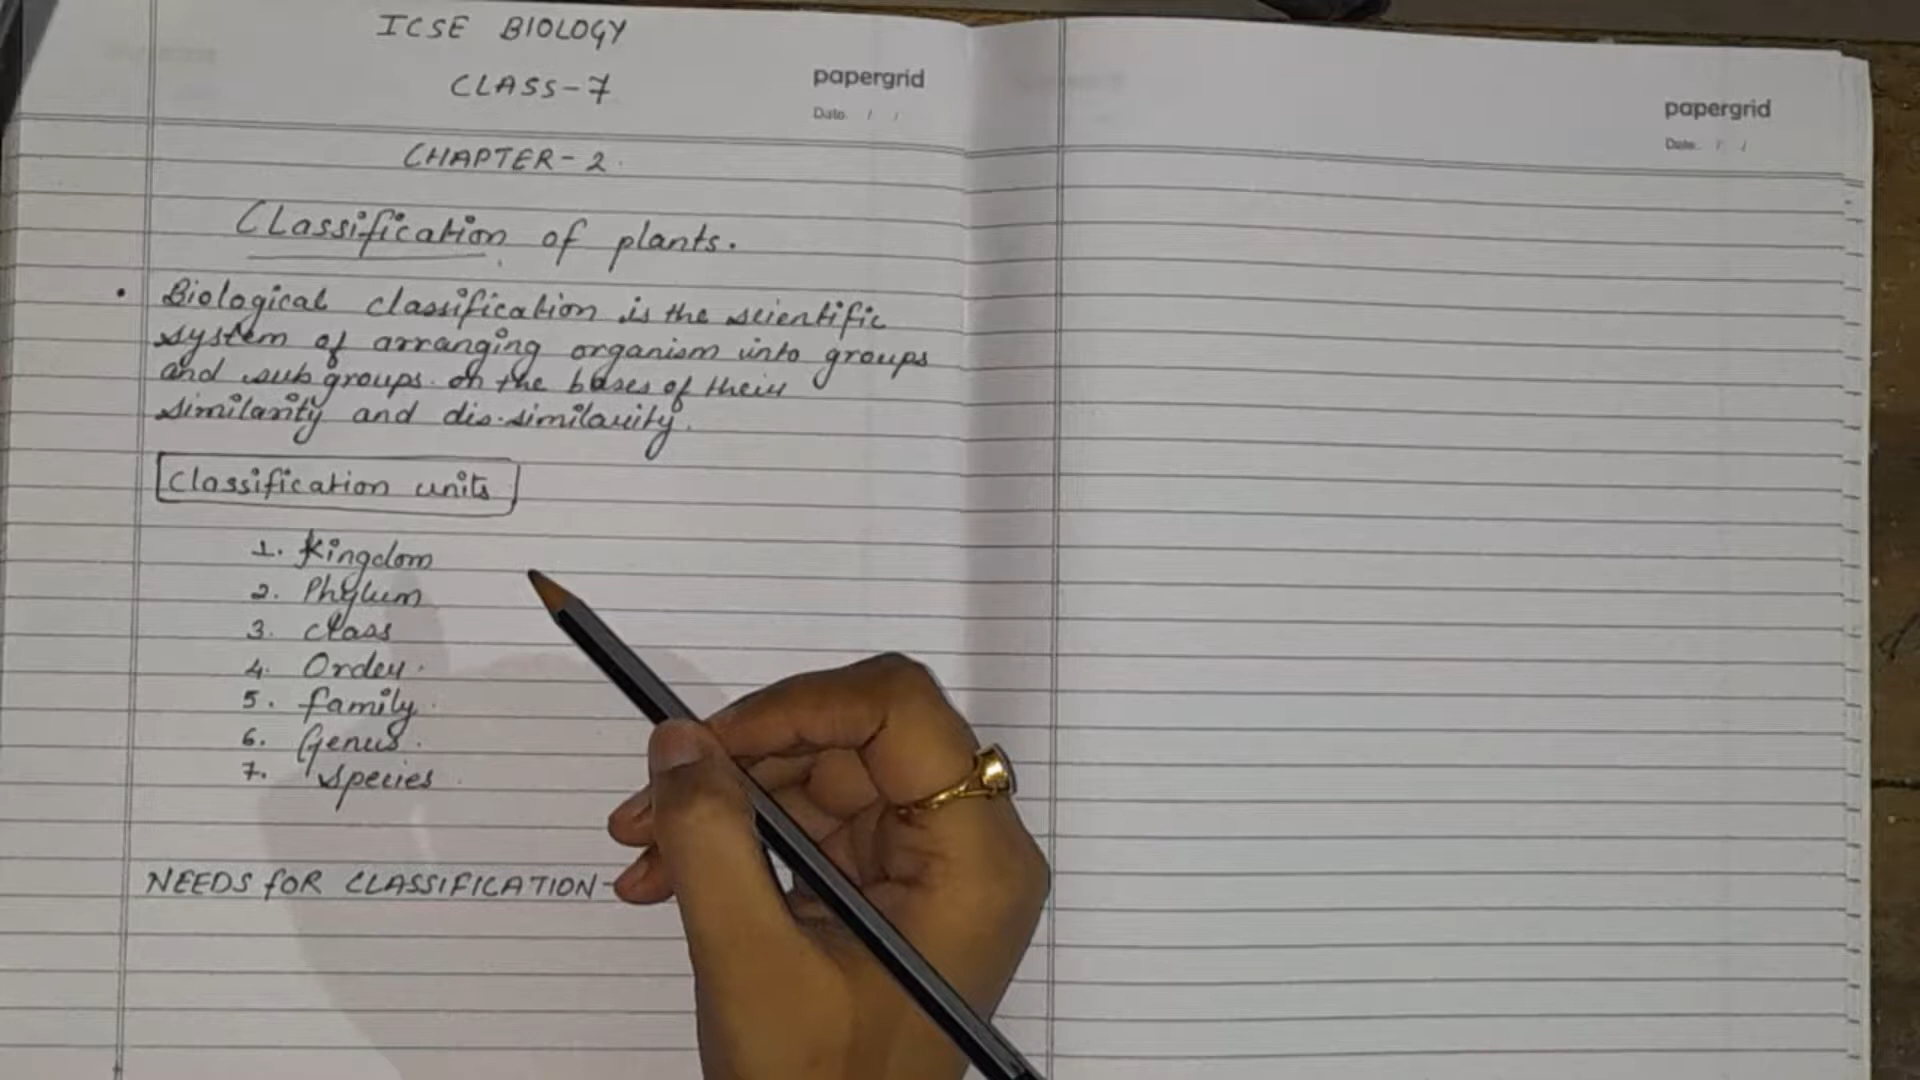 ICSE BIOLOGY
CLASS-7
papergrid
Date. / /
CHAPTER-2.
Classification of plants.
• Biological classification is the scientific
system of arranging organism into groups
and sub groups. on the bases of their
similarity and dis-similarity.
Classification units
1. Kingdom
2. Phylum
3. class
4. Order.
5. family.
6. Genus.
7. species.
NEEDS FOR CLASSIFICATION-
papergrid
Date. / /